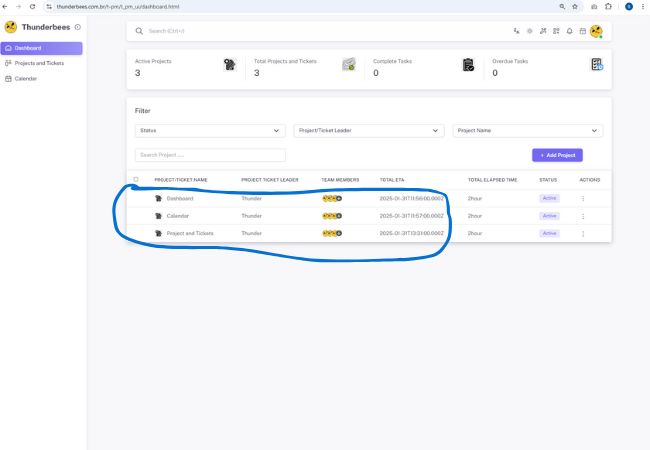 thunderbees.com.br/t-pm/t_pm_ui/dashboard.html
Thunderbees
Search (Ctrl+/)
Dashboard
Projects and Tickets
Calendar
Active Projects
3
Total Projects and Tickets
3
Complete Tasks
0
Overdue Tasks
0
Filter
Status
Project/Ticket Leader
Project Name
Search Project .....
+ Add Project
PROJECT/TICKET NAME PROJECT TICKET LEADER TEAM MEMBERS TOTAL ETA TOTAL ELAPSED TIME STATUS ACTIONS
Dashboard Thunder 2025-01-31T11:56:00.000Z 2hour Active
Calendar Thunder 2025-01-31T11:57:00.000Z 2hour Active
Project and Tickets Thunder 2025-01-31T13:01:00.000Z 2hour Active